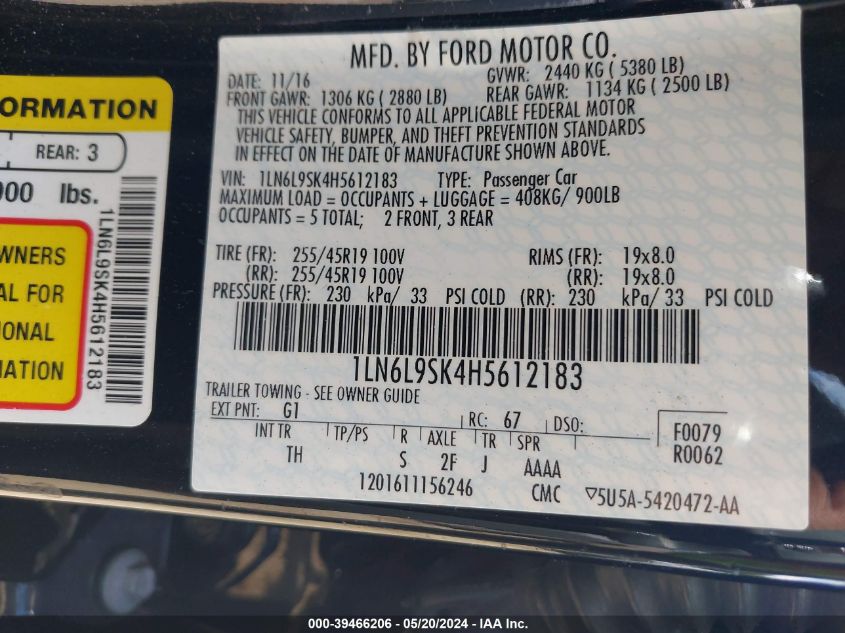 ORMATION
REAR: 3
lbs.
WNERS
AL FOR
IONAL
MATION
1LN6L9SK4H5612183
MFD. BY FORD MOTOR CO.
DATE: 11/16 GVWR: 2440 KG ( 5380 LB)
FRONT GAWR: 1306 KG ( 2880 LB) REAR GAWR: 1134 KG ( 2500 LB)
THIS VEHICLE CONFORMS TO ALL APPLICABLE FEDERAL MOTOR
VEHICLE SAFETY, BUMPER, AND THEFT PREVENTION STANDARDS
IN EFFECT ON THE DATE OF MANUFACTURE SHOWN ABOVE.
VIN: 1LN6L9SK4H5612183 TYPE: Passenger Car
MAXIMUM LOAD = OCCUPANTS + LUGGAGE = 408KG/ 900LB
OCCUPANTS = 5 TOTAL; 2 FRONT, 3 REAR
TIRE (FR): 255/45R19 100V RIMS (FR): 19x8.0
(RR): 255/45R19 100V (RR): 19x8.0
PRESSURE (FR): 230 kPa/ 33 PSI COLD (RR): 230 kPa/ 33 PSI COLD
1LN6L9SK4H5612183
TRAILER TOWING - SEE OWNER GUIDE
EXT PNT: G1 RC: 67 DSO: F0079
INT TR TP/PS R AXLE TR SPR R0062
TH S 2F J AAAA
1201611156246 CMC ▽5U5A-5420472-AA
000-39466206 - 05/20/2024 - IAA Inc.